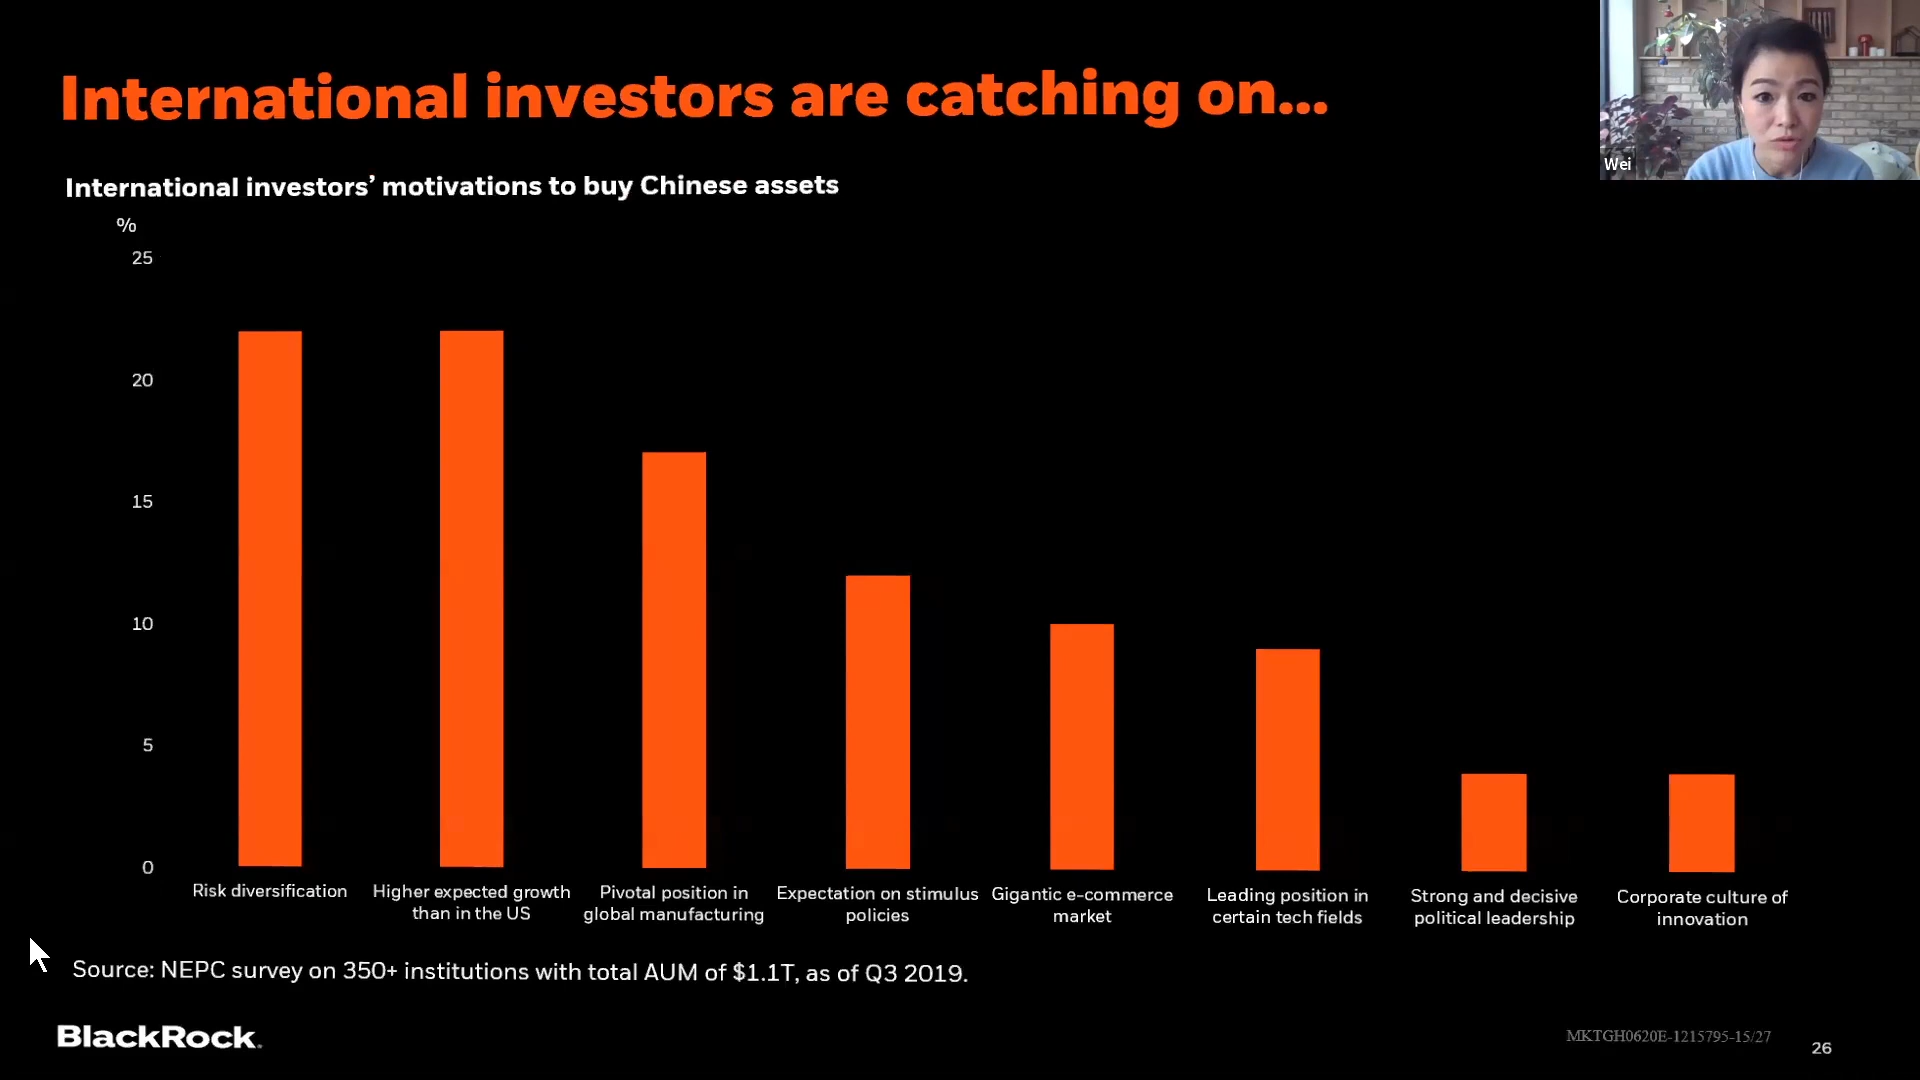 International investors are catching on...
Wei
International investors’ motivations to buy Chinese assets
%
25
20
15
10
5
0
Risk diversification
Higher expected growth
than in the US
Pivotal position in
global manufacturing
Expectation on stimulus
policies
Gigantic e-commerce
market
Leading position in
certain tech fields
Strong and decisive
political leadership
Corporate culture of
innovation
Source: NEPC survey on 350+ institutions with total AUM of $1.1T, as of Q3 2019.
BlackRock.
MKTGH0620E-1215795-15/27
26